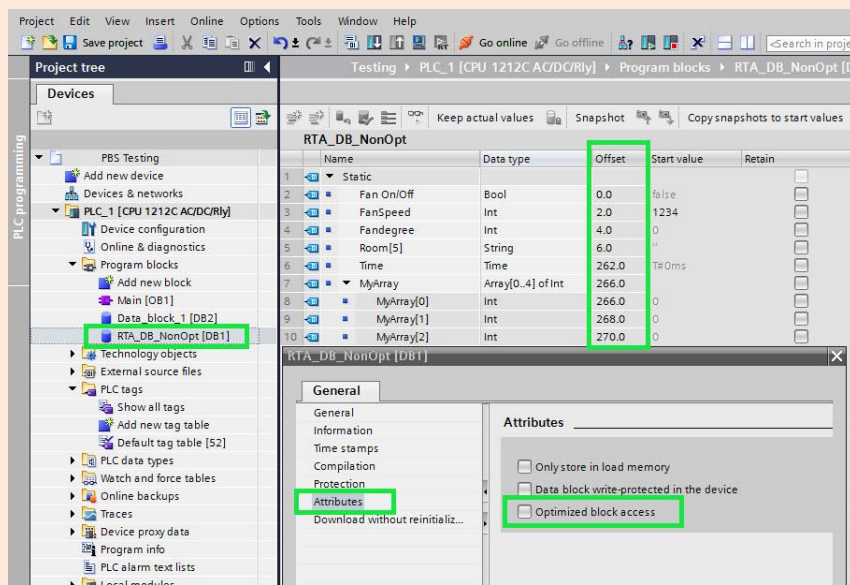 Project Edit View Insert Online Options Tools Window Help
Save project Go online Go offline <Search in proje
Project tree
Testing PLC_1 [CPU 1212C AC/DC/Rly] Program blocks RTA_DB_NonOpt [
Devices
Keep actual values Snapshot Copy snapshots to start values
PLC programming
RTA_DB_NonOpt
Name Data type Offset Start value Retain
1 Static
2 Fan On/Off Bool 0.0 false
3 FanSpeed Int 2.0 1234
4 Fandegree Int 4.0 0
5 Room[5] String 6.0 ''
6 Time Time 262.0 T#0ms
7 MyArray Array[0..4] of Int 266.0
8 MyArray[0] Int 266.0 0
9 MyArray[1] Int 268.0 0
10 MyArray[2] Int 270.0 0
PBS Testing
Add new device
Devices & networks
PLC_1 [CPU 1212C AC/DC/Rly]
Device configuration
Online & diagnostics
Program blocks
Add new block
Main [OB1]
Data_block_1 [DB2]
RTA_DB_NonOpt [DB1]
Technology objects
External source files
PLC tags
Show all tags
Add new tag table
Default tag table [52]
PLC data types
Watch and force tables
Online backups
Traces
Device proxy data
Program info
PLC alarm text lists
Local modules
RTA_DB_NonOpt [DB1]
General
General
Information
Time stamps
Compilation
Protection
Attributes
Download without reinitializ...
Attributes
Only store in load memory
Data block write-protected in the device
Optimized block access